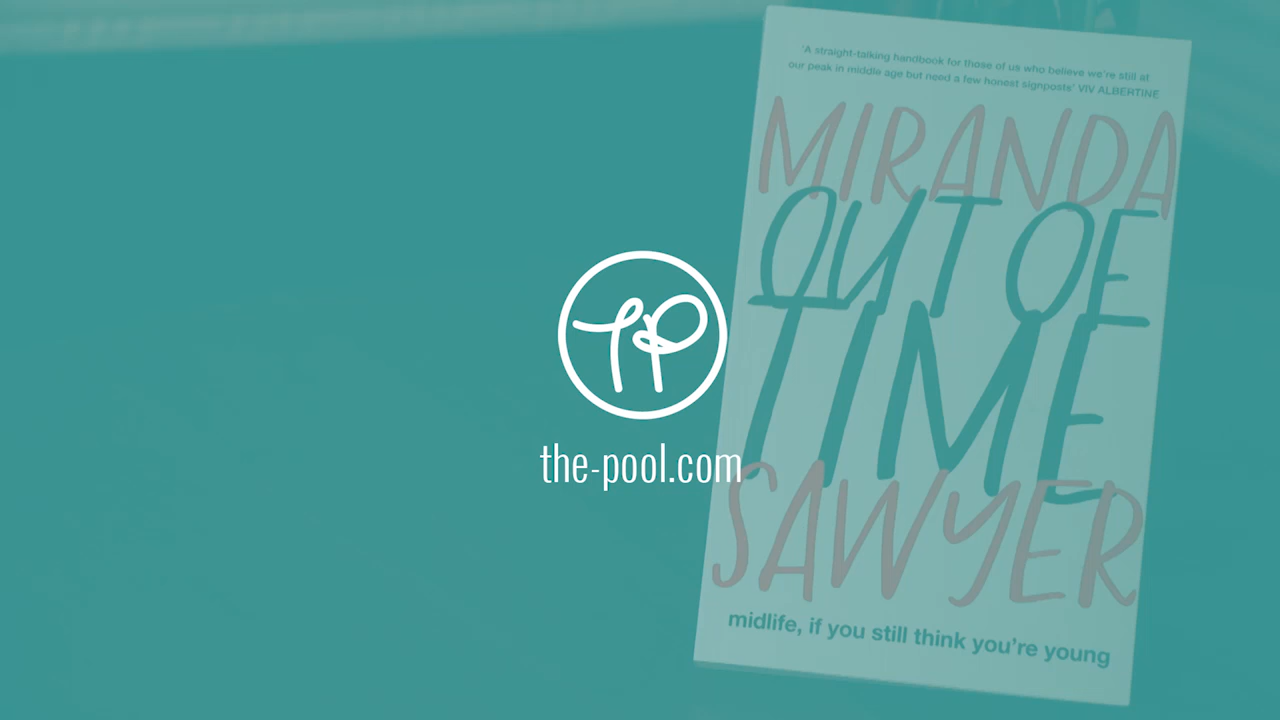 'A straight-talking handbook for those of us who believe we're still at
our peak in middle age but need a few honest signposts' VIV ALBERTINE
MIRANDA
OUT OF
TIME
SAWYER
midlife, if you still think you're young
TP
the-pool.com